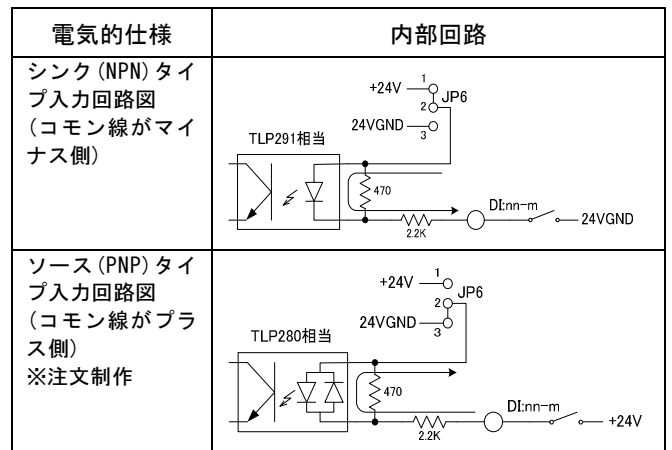 電気的仕様
内部回路
シンク(NPN)タイ
プ入力回路図
(コモン線がマイ
ナス側)
+24V
1
2
JP6
24VGND
3
TLP291相当
470
2.2K
DI:nn-m
24VGND
ソース(PNP)タイ
プ入力回路図
(コモン線がプラ
ス側)
※注文制作
+24V
1
2
JP6
24VGND
3
TLP280相当
470
2.2K
DI:nn-m
+24V